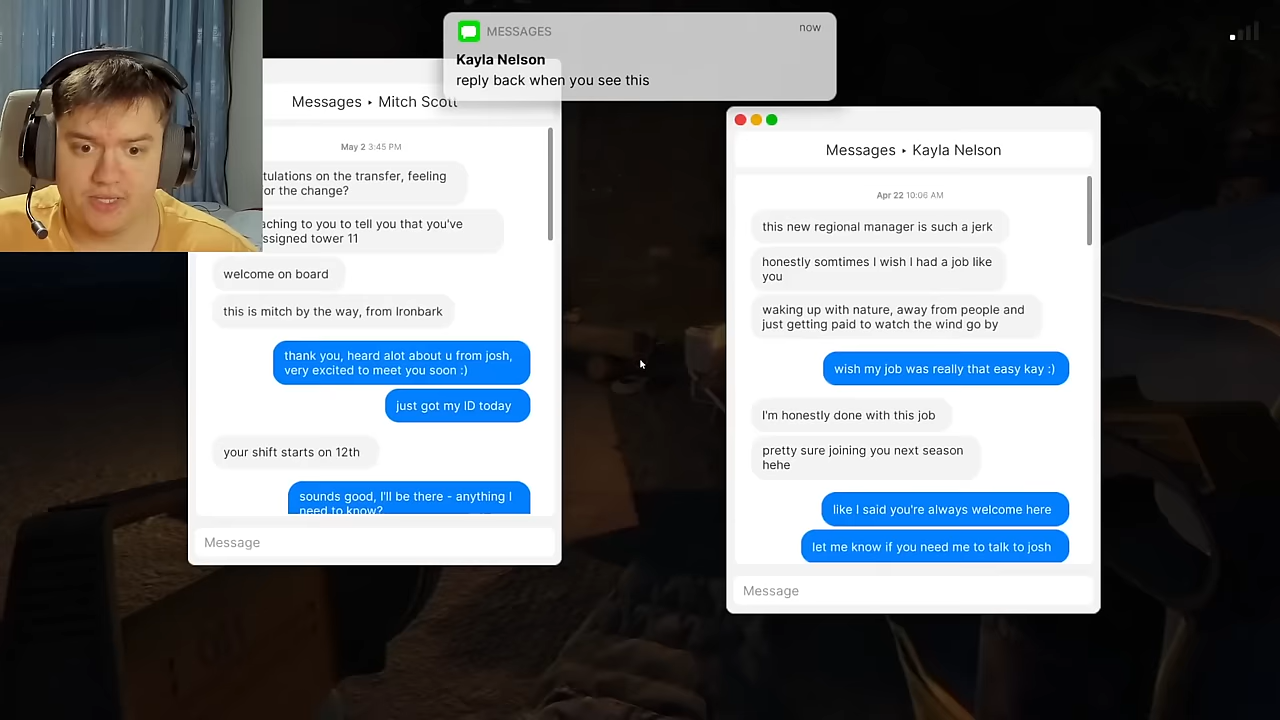 MESSAGES
now
Kayla Nelson
reply back when you see this
Messages ‣ Mitch Scott
May 2 3:45 PM
tulations on the transfer, feeling
or the change?
aching to you to tell you that you've
ssigned tower 11
welcome on board
this is mitch by the way, from Ironbark
thank you, heard alot about u from josh,
very excited to meet you soon :)
just got my ID today
your shift starts on 12th
sounds good, I'll be there - anything I
need to know?
Message
Messages ‣ Kayla Nelson
Apr 22 10:06 AM
this new regional manager is such a jerk
honestly somtimes I wish I had a job like
you
waking up with nature, away from people and
just getting paid to watch the wind go by
wish my job was really that easy kay :)
I'm honestly done with this job
pretty sure joining you next season
hehe
like I said you're always welcome here
let me know if you need me to talk to josh
Message